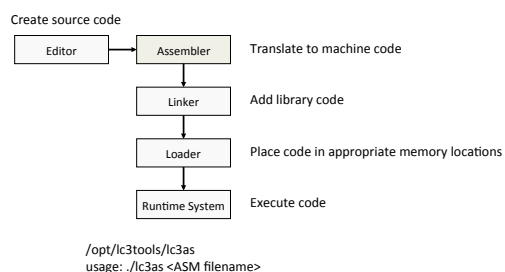 Create source code
Editor
Assembler
Translate to machine code
Linker
Add library code
Loader
Place code in appropriate memory locations
Runtime System
Execute code
/opt/lc3tools/lc3as
usage: ./lc3as <ASM filename>